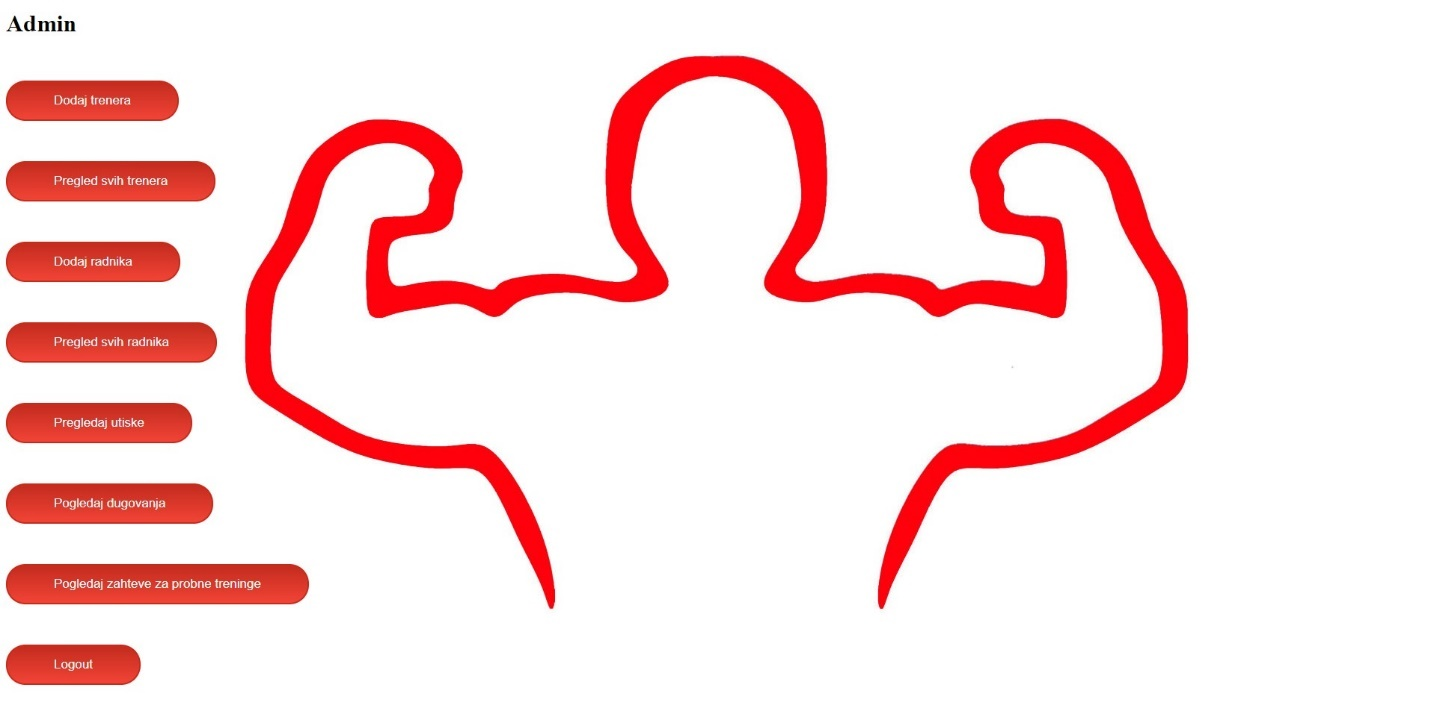 Admin
Dodaj trenera
Pregled svih trenera
Dodaj radnika
Pregled svih radnika
Pregledaj utiske
Pogledaj dugovanja
Pogledaj zahteve za probne treninge
Logout